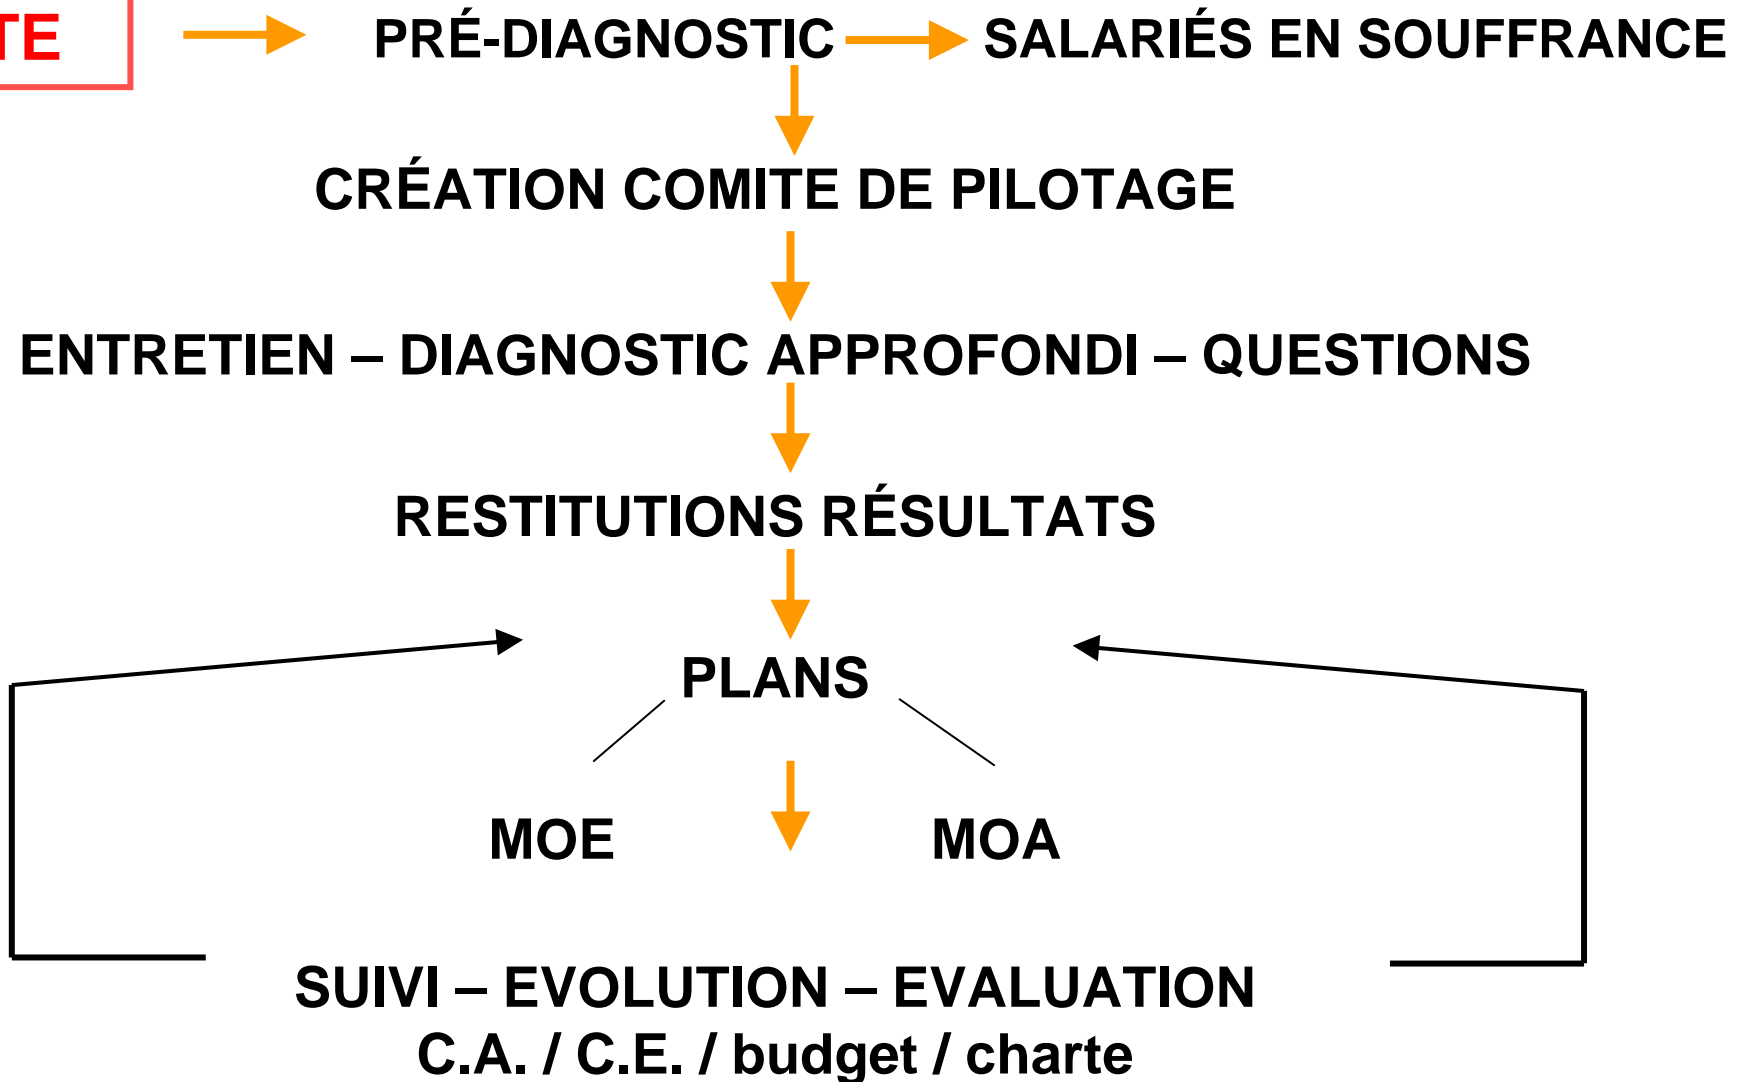 TE PRÉ-DIAGNOSTIC SALARIÉS EN SOUFFRANCE
CRÉATION COMITE DE PILOTAGE
ENTRETIEN – DIAGNOSTIC APPROFONDI – QUESTIONS
RESTITUTIONS RÉSULTATS
PLANS
MOE MOA
SUIVI – EVOLUTION – EVALUATION
C.A. / C.E. / budget / charte